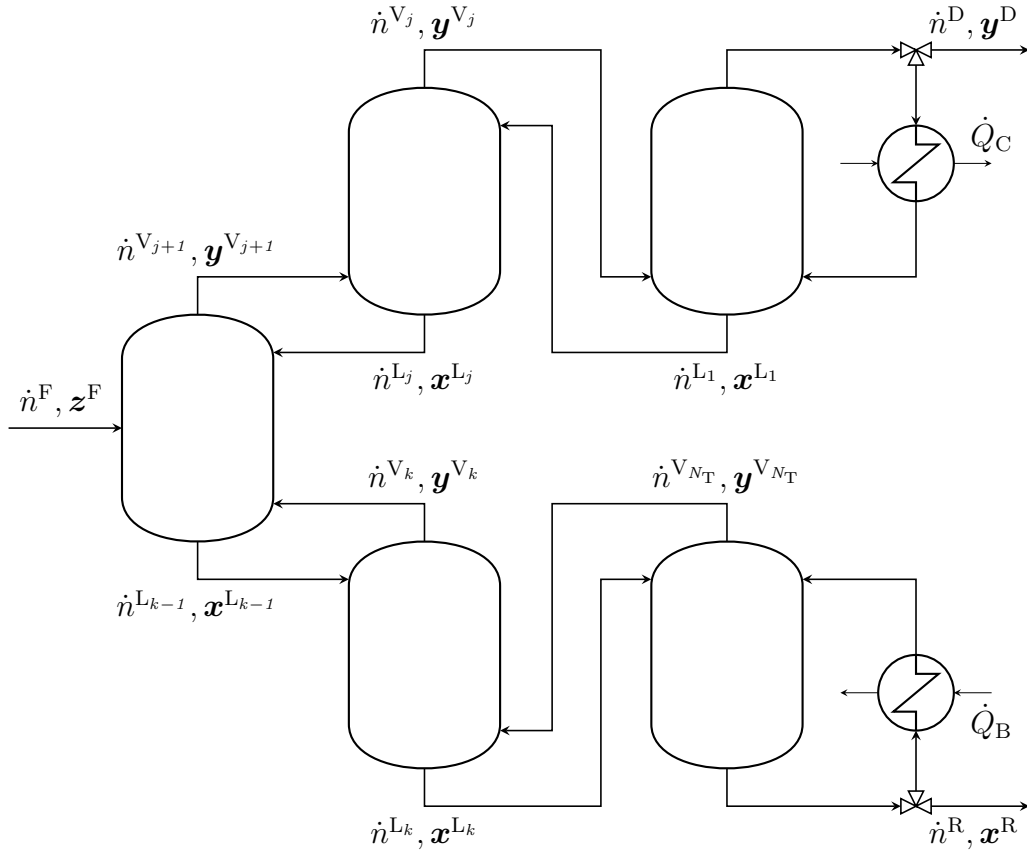 ṅ^{V_j}, y^{V_j}
ṅ^D, y^D
Q̇_C
ṅ^{V_{j+1}}, y^{V_{j+1}}
ṅ^{L_j}, x^{L_j}
ṅ^{L_1}, x^{L_1}
ṅ^F, z^F
ṅ^{V_k}, y^{V_k}
ṅ^{V_{N_T}}, y^{V_{N_T}}
ṅ^{L_{k−1}}, x^{L_{k−1}}
Q̇_B
ṅ^{L_k}, x^{L_k}
ṅ^R, x^R